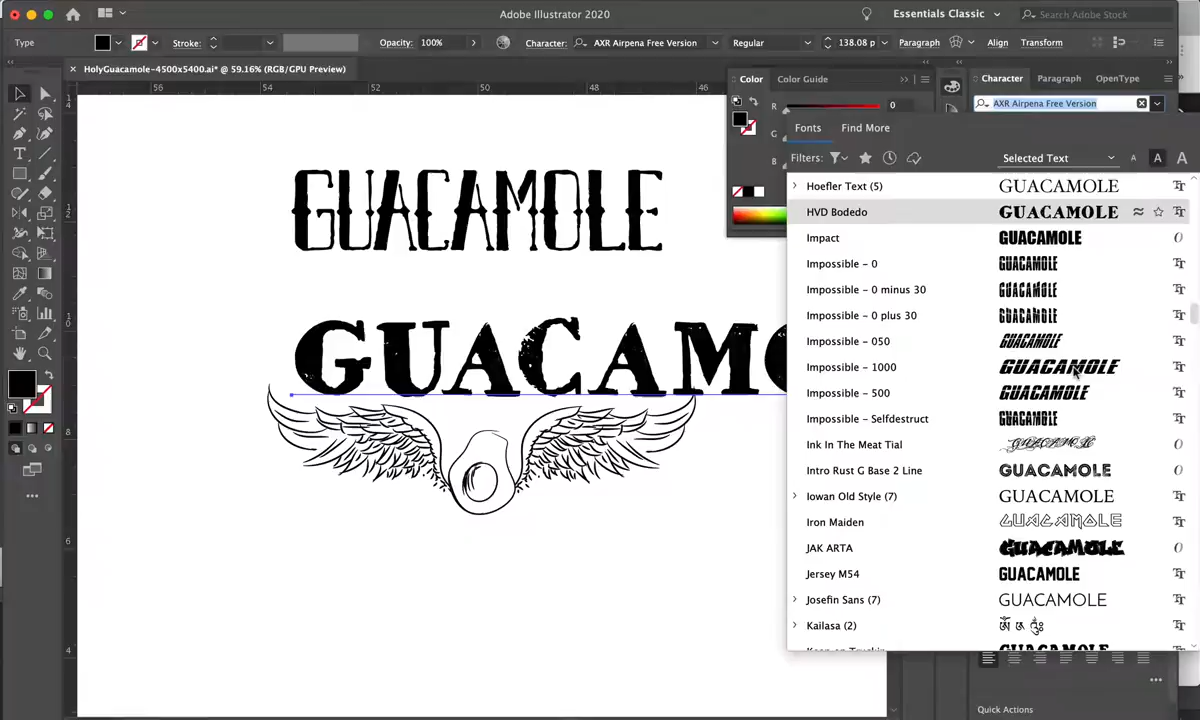 Adobe Illustrator 2020
Essentials Classic
Search Adobe Stock
Type
Stroke:
Opacity: 100%
Character: AXR Airpena Free Version
Regular
138.08 p
Paragraph
Align
Transform
HolyGuacamole-4500x5400.ai* @ 59.16% (RGB/GPU Preview)
56 54 52 50 48 46
Color
Color Guide
R 0
G
B
Character
Paragraph
OpenType
AXR Airpena Free Version
Fonts
Find More
Filters:
Selected Text
A A A
Hoefler Text (5) GUACAMOLE
HVD Bodedo GUACAMOLE
Impact GUACAMOLE
Impossible - 0 GUACAMOLE
Impossible - 0 minus 30 GUACAMOLE
Impossible - 0 plus 30 GUACAMOLE
Impossible - 050 GUACAMOLE
Impossible - 1000 GUACAMOLE
Impossible - 500 GUACAMOLE
Impossible - Selfdestruct GUACAMOLE
Ink In The Meat Tial GUACAMOLE
Intro Rust G Base 2 Line GUACAMOLE
Iowan Old Style (7) GUACAMOLE
Iron Maiden GUACAMOLE
JAK ARTA GUACAMOLE
Jersey M54 GUACAMOLE
Josefin Sans (7) GUACAMOLE
Kailasa (2)
GUACAMOLE
GUACAMO
Quick Actions